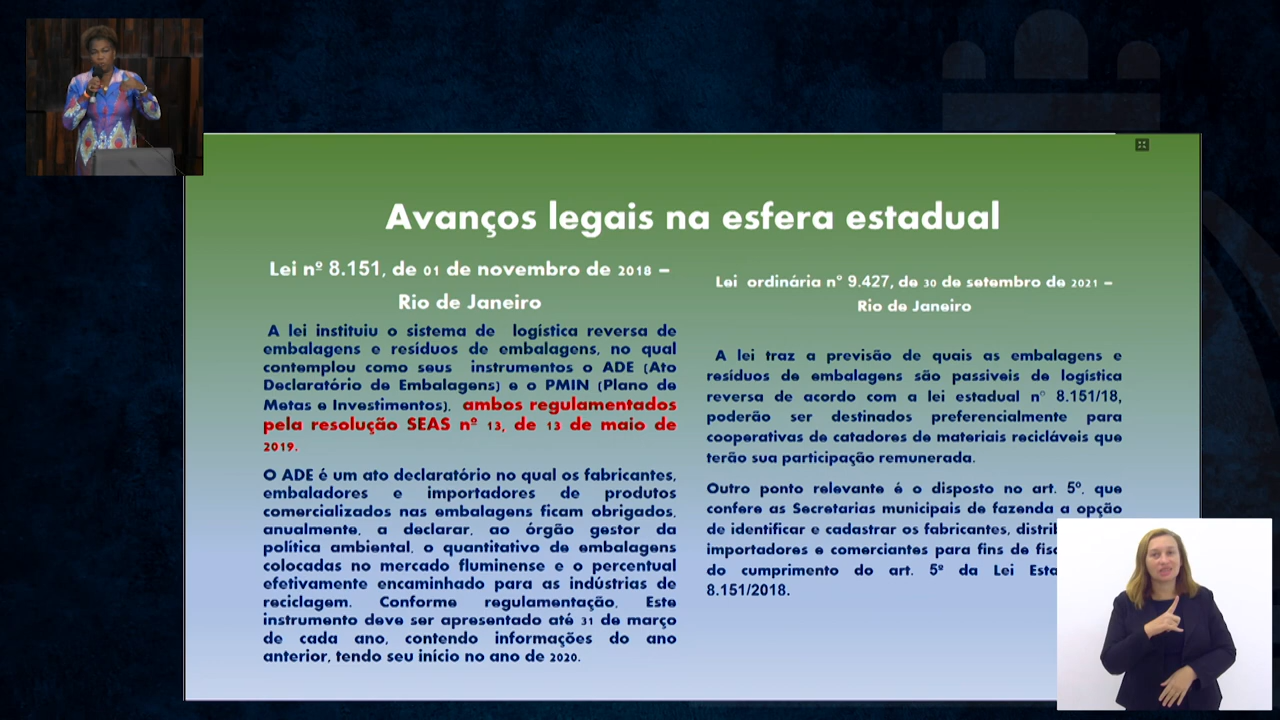 Avanços legais na esfera estadual
Lei nº 8.151, de 01 de novembro de 2018 –
Rio de Janeiro
A lei instituiu o sistema de logística reversa de
embalagens e resíduos de embalagens, no qual
contemplou como seus instrumentos o ADE (Ato
Declaratório de Embalagens) e o PMIN (Plano de
Metas e Investimentos), ambos regulamentados
pela resolução SEAS nº 13, de 13 de maio de
2019.
O ADE é um ato declaratório no qual os fabricantes,
embaladores e importadores de produtos
comercializados nas embalagens ficam obrigados,
anualmente, a declarar, ao órgão gestor da
política ambiental, o quantitativo de embalagens
colocadas no mercado fluminense e o percentual
efetivamente encaminhado para as indústrias de
reciclagem. Conforme regulamentação, Este
instrumento deve ser apresentado até 31 de março
de cada ano, contendo informações do ano
anterior, tendo seu início no ano de 2020.
Lei ordinária n° 9.427, de 30 de setembro de 2021 –
Rio de Janeiro
A lei traz a previsão de quais as embalagens e
resíduos de embalagens são passiveis de logística
reversa de acordo com a lei estadual n° 8.151/18,
poderão ser destinados preferencialmente para
cooperativas de catadores de materiais recicláveis que
terão sua participação remunerada.
Outro ponto relevante é o disposto no art. 5º, que
confere as Secretarias municipais de fazenda a opção
de identificar e cadastrar os fabricantes,
importadores e comerciantes para fins de
do cumprimento do art. 5º da Lei
8.151/2018.